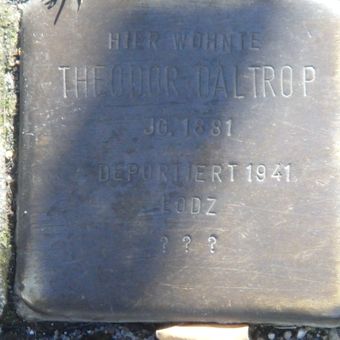 HIER WOHNTE
THEODOR DALTROP
JG. 1881
DEPORTIERT 1941
LODZ
? ? ?